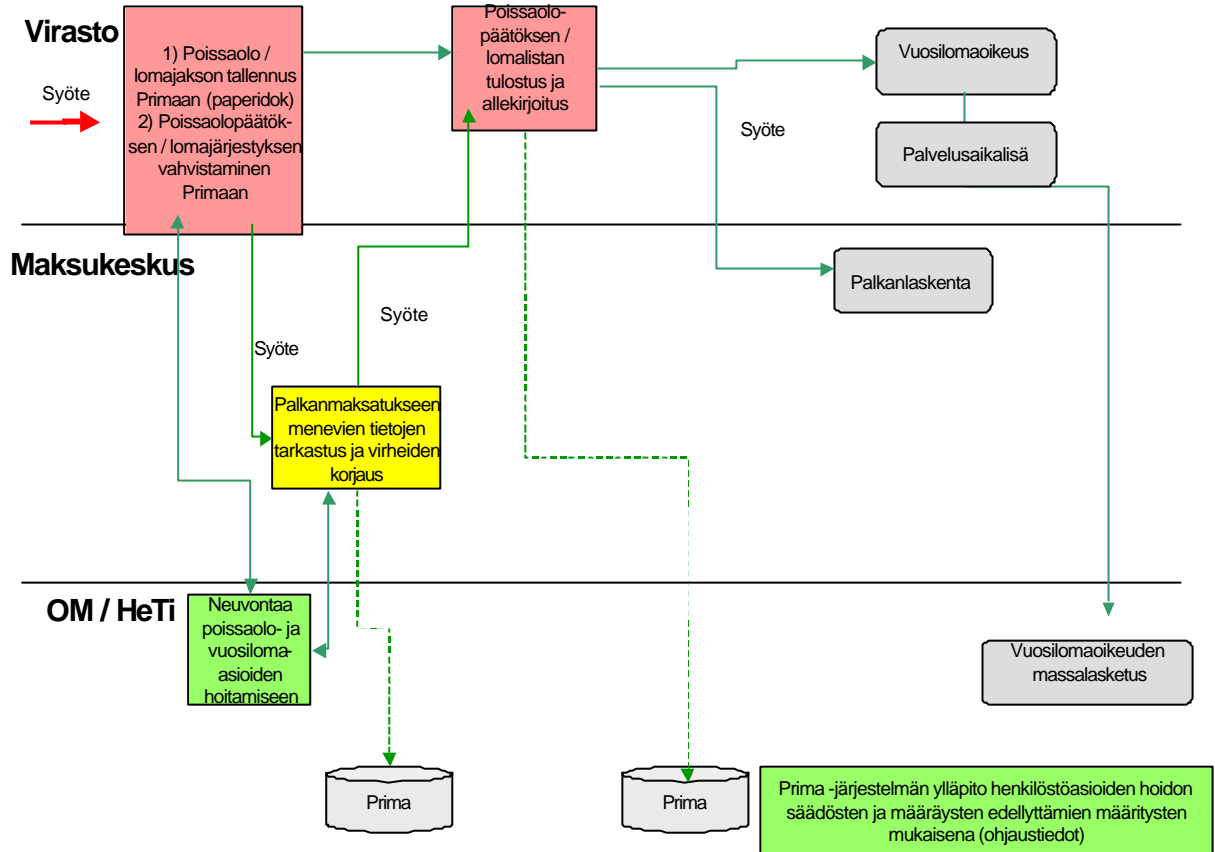 Virasto
Syöte
1) Poissaolo /
lomajakson tallennus
Primaan (paperidok)
2) Poissaolopäätök-
sen / lomajärjestyksen
vahvistaminen
Primaan
Poissaolo-
päätöksen /
lomalistan
tulostus ja
allekirjoitus
Syöte
Vuosilomaoikeus
Palvelusaikalisä
Maksukeskus
Palkanlaskenta
Syöte
Syöte
Palkanmaksatukseen
menevien tietojen
tarkastus ja virheiden
korjaus
OM / HeTi
Neuvontaa
poissaolo- ja
vuosiloma-
asioiden
hoitamiseen
Vuosilomaoikeuden
massalasketus
Prima
Prima
Prima -järjestelmän ylläpito henkilöstöasioiden hoidon
säädösten ja määräysten edellyttämien määritysten
mukaisena (ohjaustiedot)